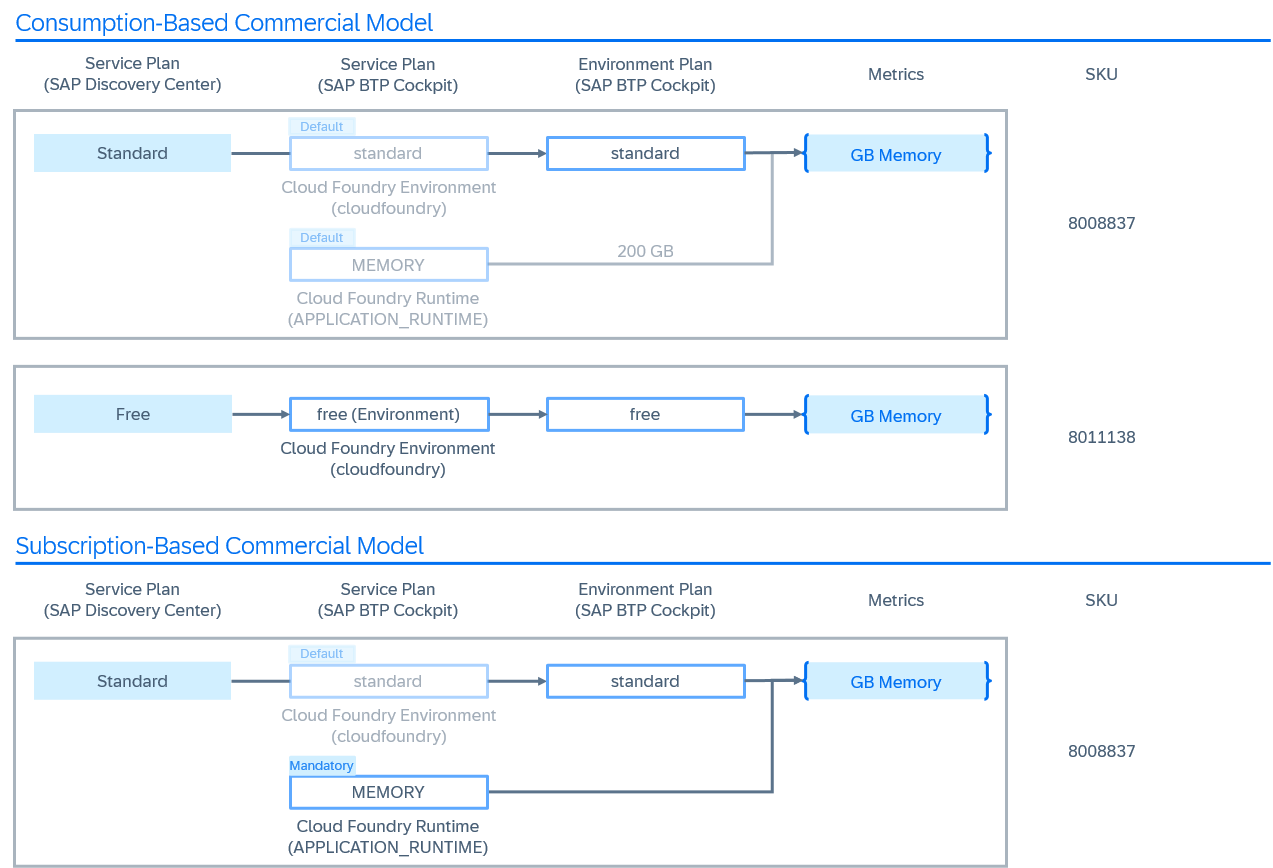 Consumption-Based Commercial Model
Service Plan
(SAP Discovery Center)
Service Plan
(SAP BTP Cockpit)
Environment Plan
(SAP BTP Cockpit)
Metrics
SKU
Default
Standard
standard
standard
GB Memory
Cloud Foundry Environment
(cloudfoundry)
8008837
Default
MEMORY
200 GB
Cloud Foundry Runtime
(APPLICATION_RUNTIME)
Free
free (Environment)
free
GB Memory
Cloud Foundry Environment
(cloudfoundry)
8011138
Subscription-Based Commercial Model
Service Plan
(SAP Discovery Center)
Service Plan
(SAP BTP Cockpit)
Environment Plan
(SAP BTP Cockpit)
Metrics
SKU
Default
Standard
standard
standard
GB Memory
Cloud Foundry Environment
(cloudfoundry)
8008837
Mandatory
MEMORY
Cloud Foundry Runtime
(APPLICATION_RUNTIME)